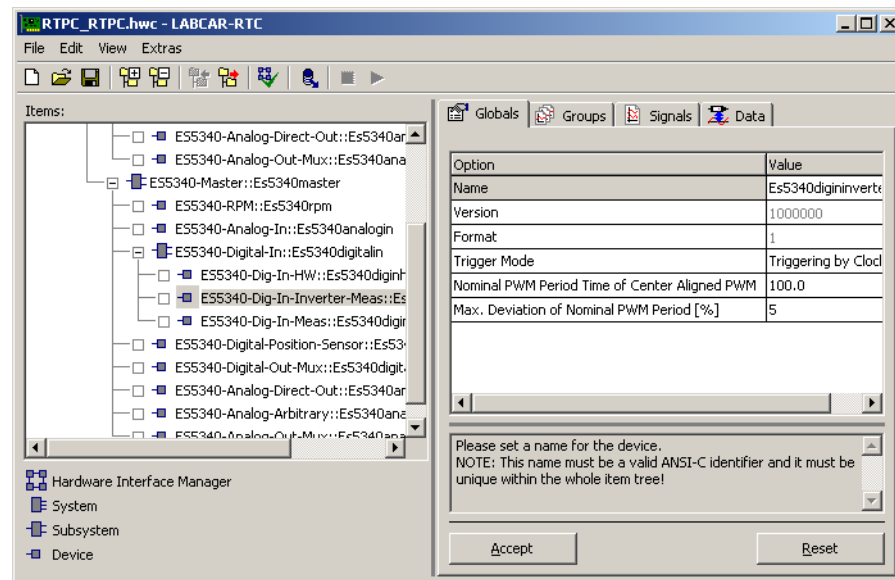 RTPC_RTPC.hwc - LABCAR-RTC
File Edit View Extras
Items:
ES5340-Analog-Direct-Out::Es5340ar
ES5340-Analog-Out-Mux::Es5340ana
ES5340-Master::Es5340master
ES5340-RPM::Es5340rpm
ES5340-Analog-In::Es5340analogin
ES5340-Digital-In::Es5340digitalin
ES5340-Dig-In-HW::Es5340diginh
ES5340-Dig-In-Inverter-Meas::Es
ES5340-Dig-In-Meas::Es5340digir
ES5340-Digital-Position-Sensor::Es53
ES5340-Digital-Out-Mux::Es5340digit
ES5340-Analog-Direct-Out::Es5340ar
ES5340-Analog-Arbitrary::Es5340ana
ES5340-Analog-Out-Mux::Es5340ana
Hardware Interface Manager
System
Subsystem
Device
Globals Groups Signals Data
Option Value
Name Es5340digininverte
Version 1000000
Format 1
Trigger Mode Triggering by Clocl
Nominal PWM Period Time of Center Aligned PWM 100.0
Max. Deviation of Nominal PWM Period [%] 5
Please set a name for the device.
NOTE: This name must be a valid ANSI-C identifier and it must be
unique within the whole item tree!
Accept Reset